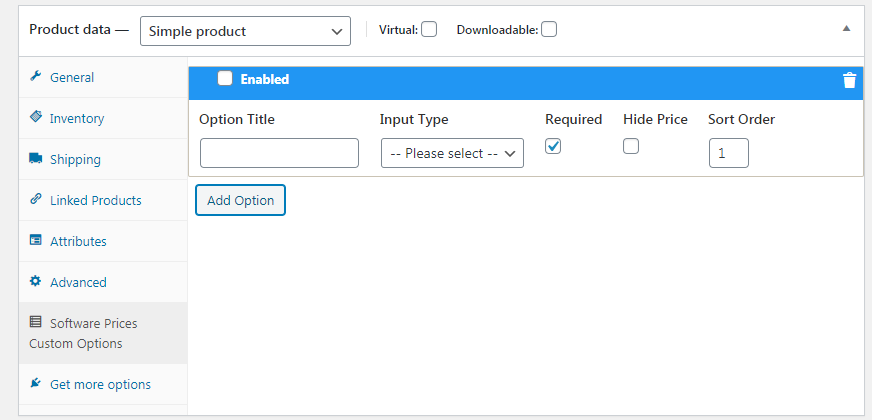 Product data — Simple product Virtual: Downloadable:
General
Inventory
Shipping
Linked Products
Attributes
Advanced
Software Prices
Custom Options
Get more options
Enabled
Option Title Input Type Required Hide Price Sort Order
-- Please select -- 1
Add Option